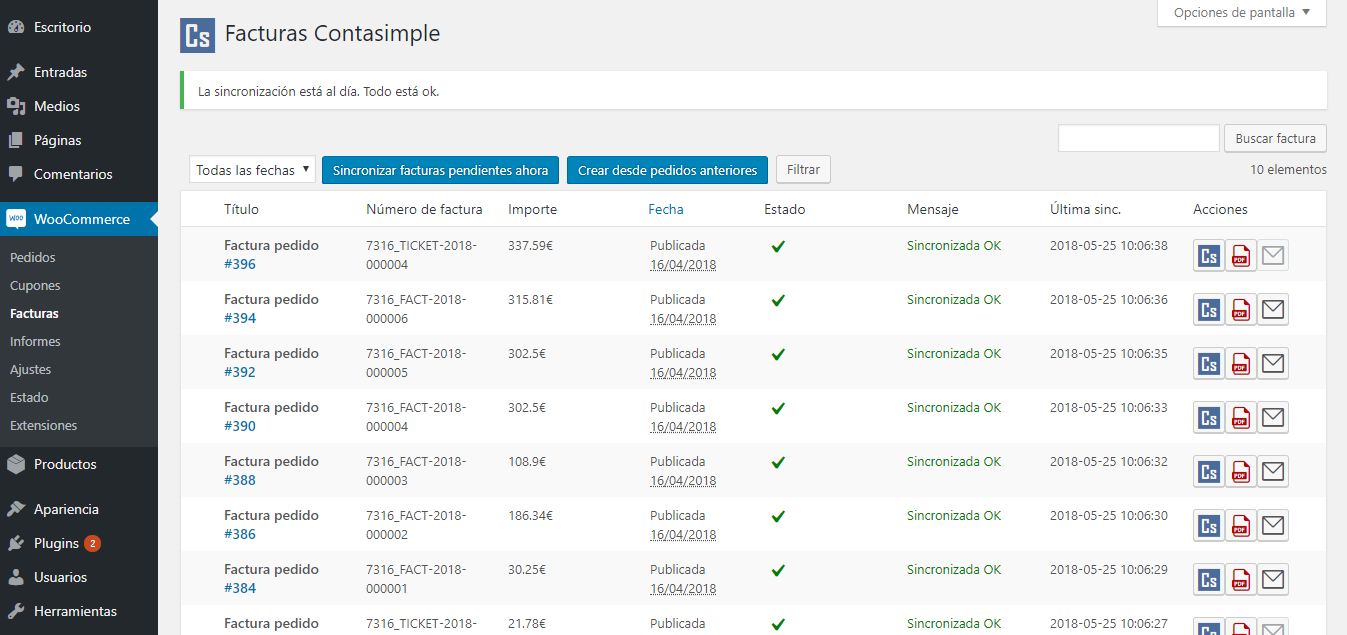 Escritorio
Entradas
Medios
Páginas
Comentarios
WooCommerce
Pedidos
Cupones
Facturas
Informes
Ajustes
Estado
Extensiones
Productos
Apariencia
Plugins 2
Usuarios
Herramientas
Opciones de pantalla ▼
Cs Facturas Contasimple
La sincronización está al día. Todo está ok.
Buscar factura
Todas las fechas ▼ Sincronizar facturas pendientes ahora Crear desde pedidos anteriores Filtrar 10 elementos
Título Número de factura Importe Fecha Estado Mensaje Última sinc. Acciones
Factura pedido 7316_TICKET-2018- 337.59€ Publicada ✔ Sincronizada OK 2018-05-25 10:06:38 Cs PDF
#396 000004 16/04/2018
Factura pedido 7316_FACT-2018- 315.81€ Publicada ✔ Sincronizada OK 2018-05-25 10:06:36 Cs PDF
#394 000006 16/04/2018
Factura pedido 7316_FACT-2018- 302.5€ Publicada ✔ Sincronizada OK 2018-05-25 10:06:35 Cs PDF
#392 000005 16/04/2018
Factura pedido 7316_FACT-2018- 302.5€ Publicada ✔ Sincronizada OK 2018-05-25 10:06:33 Cs PDF
#390 000004 16/04/2018
Factura pedido 7316_FACT-2018- 108.9€ Publicada ✔ Sincronizada OK 2018-05-25 10:06:32 Cs PDF
#388 000003 16/04/2018
Factura pedido 7316_FACT-2018- 186.34€ Publicada ✔ Sincronizada OK 2018-05-25 10:06:30 Cs PDF
#386 000002 16/04/2018
Factura pedido 7316_FACT-2018- 30.25€ Publicada ✔ Sincronizada OK 2018-05-25 10:06:29 Cs PDF
#384 000001 16/04/2018
Factura pedido 7316_TICKET-2018- 21.78€ Publicada ✔ Sincronizada OK 2018-05-25 10:06:27 Cs